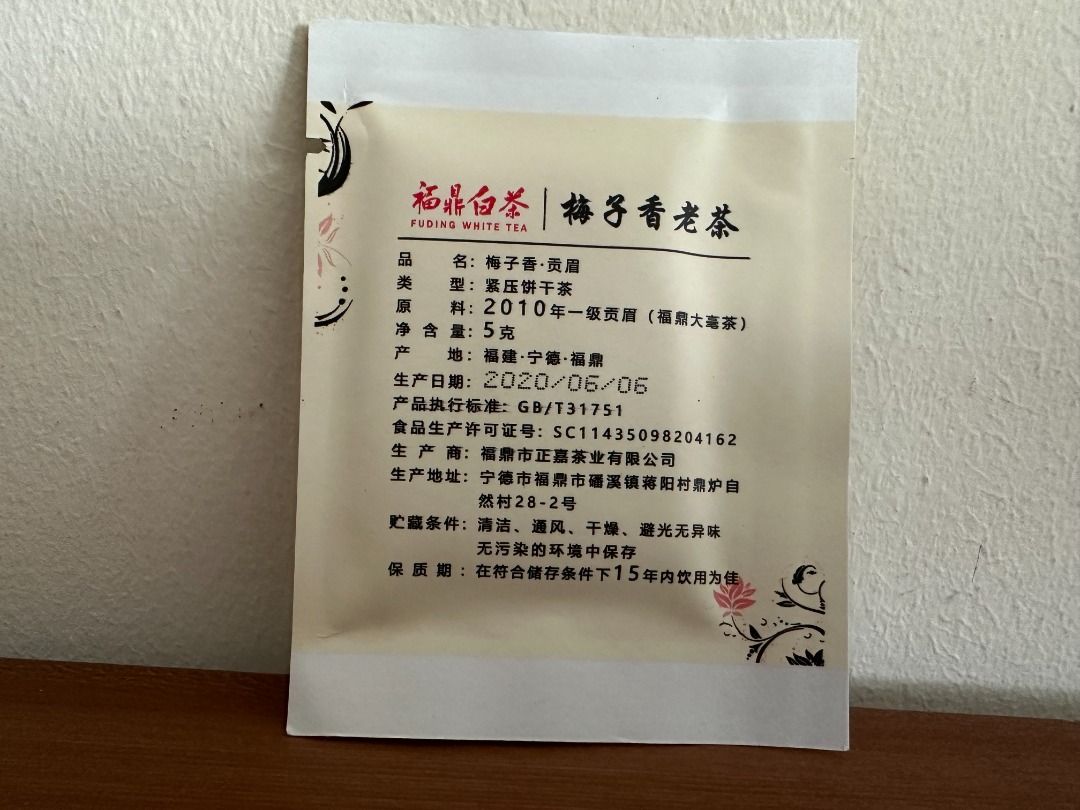 福鼎白茶 | 梅子香老茶
FUDING WHITE TEA
品 名：梅子香·贡眉
类 型：紧压饼干茶
原 料：2010年一级贡眉（福鼎大毫茶）
净含量：5克
产 地：福建·宁德·福鼎
生产日期：2020/06/06
产品执行标准：GB/T31751
食品生产许可证号：SC11435098204162
生产商：福鼎市正嘉茶业有限公司
生产地址：宁德市福鼎市磻溪镇蒋阳村鼎炉自
然村28-2号
贮藏条件：清洁、通风、干燥、避光无异味
无污染的环境中保存
保质期：在符合储存条件下15年内饮用为佳